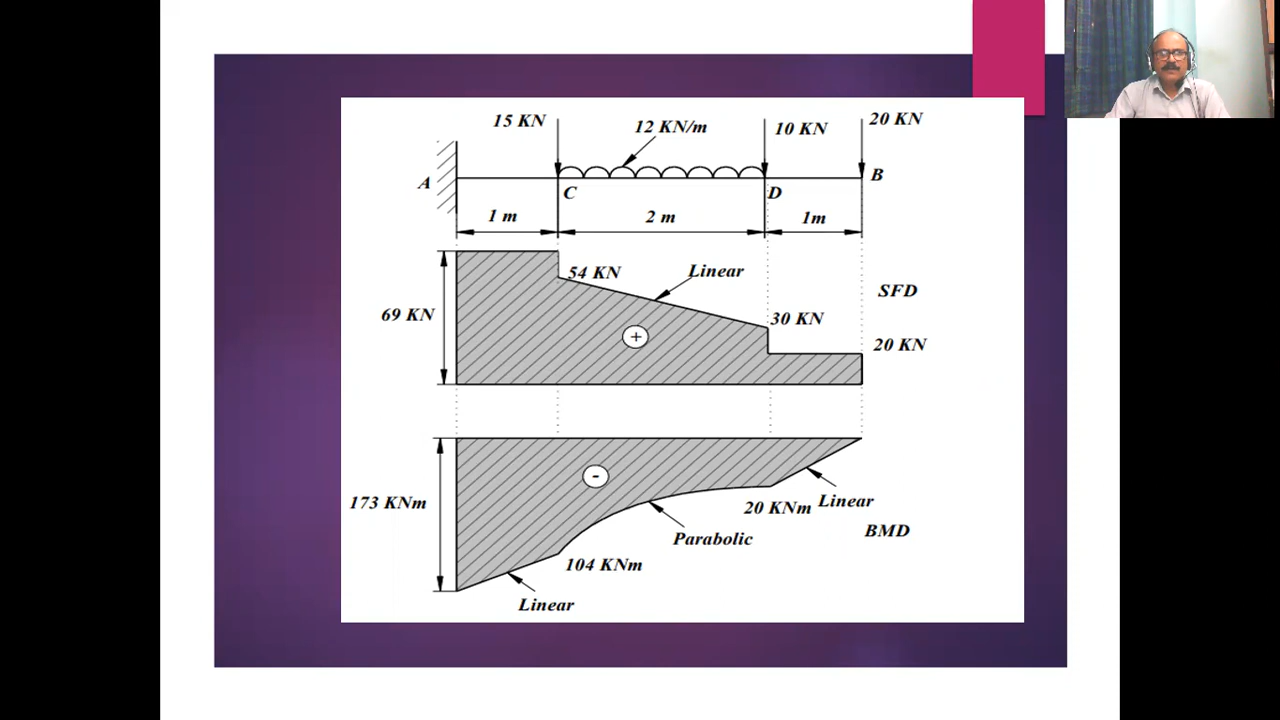 15 KN
12 KN/m
10 KN
20 KN
A
B
C
D
1 m
2 m
1m
54 KN
Linear
SFD
69 KN
+
30 KN
20 KN
-
173 KNm
20 KNm
Linear
BMD
Parabolic
104 KNm
Linear